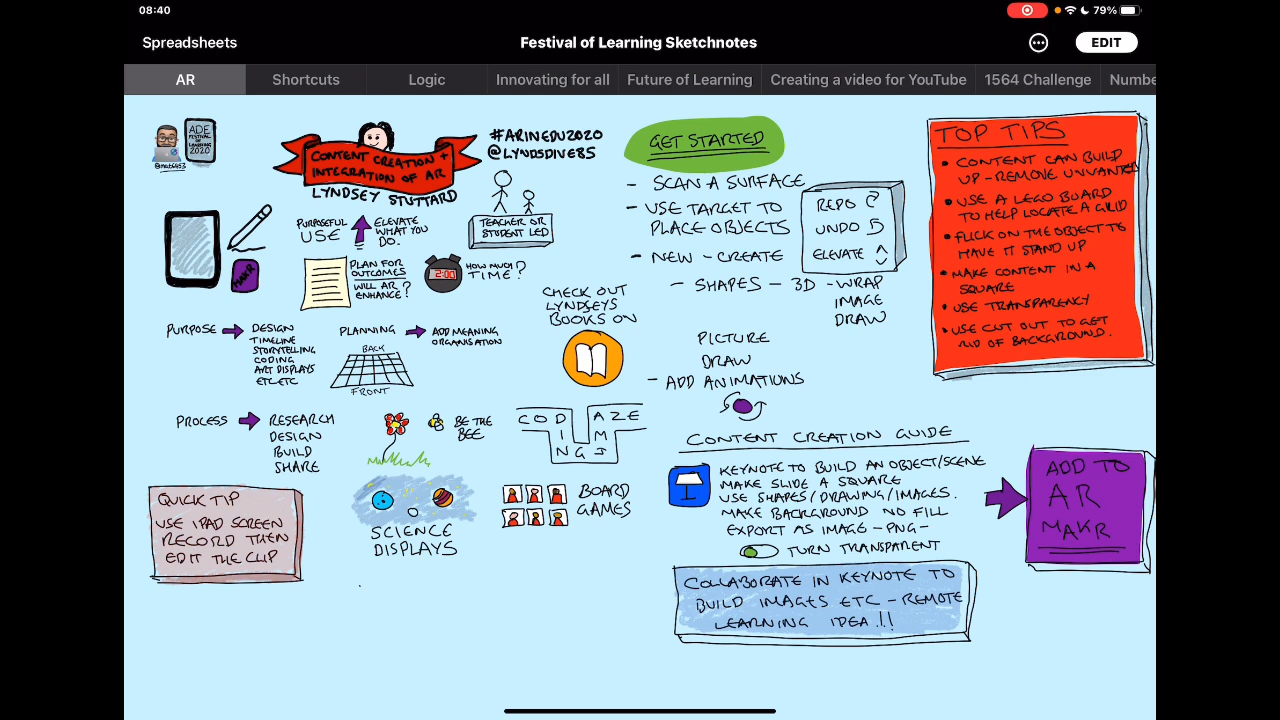 08:40
79%
Spreadsheets
Festival of Learning Sketchnotes
EDIT
AR
Shortcuts
Logic
Innovating for all
Future of Learning
Creating a video for YouTube
1564 Challenge
Numbe
ADE
FESTIVAL
OF
LEARNING
2020
CONTENT CREATION +
INTEGRATION OF AR
LYNDSEY STUTTARD
#ARINEDU2020
@LYNDSDIVE85
MAKR
PURPOSEFUL
USE
ELEVATE
WHAT YOU
DO.
TEACHER OR
STUDENT LED
PLAN FOR
OUTCOMES
WILL AR
ENHANCE?
2:00
HOW MUCH
TIME?
PURPOSE
DESIGN
TIMELINE
STORYTELLING
CODING
ART DISPLAYS
ETC ETC
PLANNING
ADD MEANING
ORGANISATION
BACK
FRONT
CHECK OUT
LYNDSEYS
BOOKS ON
PROCESS
RESEARCH
DESIGN
BUILD
SHARE
BE THE
BEE
CODING
MAZES
QUICK TIP
USE IPAD SCREEN
RECORD THEN
EDIT THE CLIP
SCIENCE
DISPLAYS
BOARD
GAMES
GET STARTED
- SCAN A SURFACE
- USE TARGET TO
PLACE OBJECTS
- NEW - CREATE
- SHAPES - 3D - WRAP
IMAGE
DRAW
REPO
UNDO
ELEVATE
PICTURE
DRAW
- ADD ANIMATIONS
CONTENT CREATION GUIDE
KEYNOTE TO BUILD AN OBJECT/SCENE
MAKE SLIDE A SQUARE
USE SHAPES/DRAWING/IMAGES.
MAKE BACKGROUND NO FILL
EXPORT AS IMAGE - PNG -
TURN TRANSPARENT
COLLABORATE IN KEYNOTE TO
BUILD IMAGES ETC - REMOTE
LEARNING IDEA!!
TOP TIPS
• CONTENT CAN BUILD
UP - REMOVE UNWANTED
• USE A LEGO BOARD
TO HELP LOCATE A GRID
• FLICK ON THE OBJECT TO
HAVE IT STAND UP
• MAKE CONTENT IN A
SQUARE
• USE TRANSPARENCY
• USE CUT OUT TO GET
RID OF BACKGROUND.
ADD TO
AR
MAKR